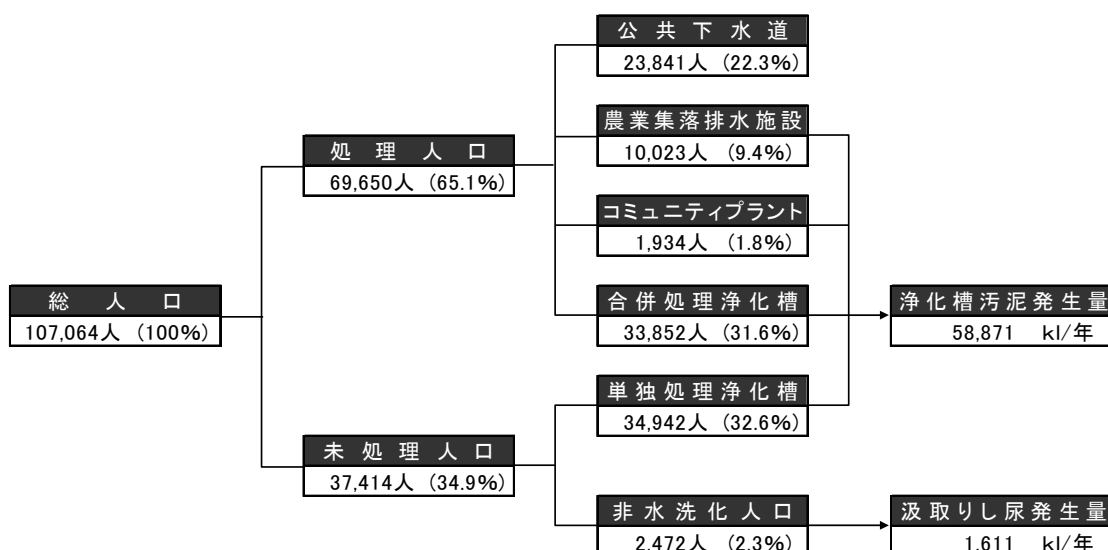 公共下水道
23,841人 (22.3%)
農業集落排水施設
10,023人 (9.4%)
処理人口
69,650人 (65.1%)
コミュニティプラント
1,934人 (1.8%)
総人口
107,064人 (100%)
合併処理浄化槽
33,852人 (31.6%)
浄化槽汚泥発生量
58,871 kl/年
単独処理浄化槽
34,942人 (32.6%)
未処理人口
37,414人 (34.9%)
非水洗化人口
2,472人 (2.3%)
汲取りし尿発生量
1,611 kl/年